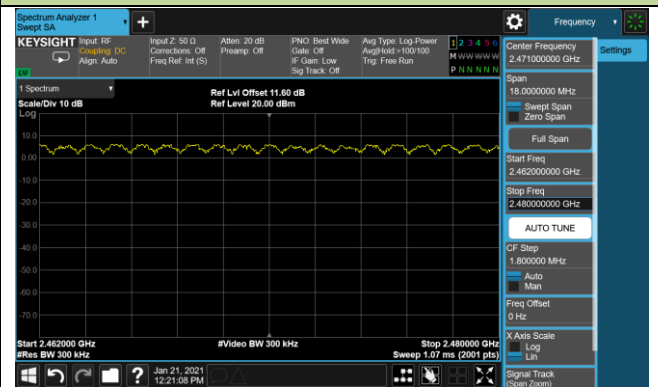 Spectrum Analyzer 1
Swept SA
+
Frequency
KEYSIGHT
Input: RF
Coupling: DC
Align: Auto
Input Z: 50 Ω
Corrections: Off
Freq Ref: Int (S)
Atten: 20 dB
Preamp: Off
PNO: Best Wide
Gate: Off
IF Gain: Low
Sig Track: Off
Avg Type: Log-Power
Avg|Hold:>100/100
Trig: Free Run
1 2 3 4 5 6
M W W W W W
P N N N N N
LXI
1 Spectrum
Scale/Div 10 dB
Log
Ref Lvl Offset 11.60 dB
Ref Level 20.00 dBm
10.0
0.00
-10.0
-20.0
-30.0
-40.0
-50.0
-60.0
-70.0
Start 2.462000 GHz
#Res BW 300 kHz
#Video BW 300 kHz
Stop 2.480000 GHz
Sweep 1.07 ms (2001 pts)
Center Frequency
2.471000000 GHz
Settings
Span
18.0000000 MHz
Swept Span
Zero Span
Full Span
Start Freq
2.462000000 GHz
Stop Freq
2.480000000 GHz
AUTO TUNE
CF Step
1.800000 MHz
Auto
Man
Freq Offset
0 Hz
X Axis Scale
Log
Lin
Signal Track
(Span Zoom)
?
Jan 21, 2021
12:21:08 PM